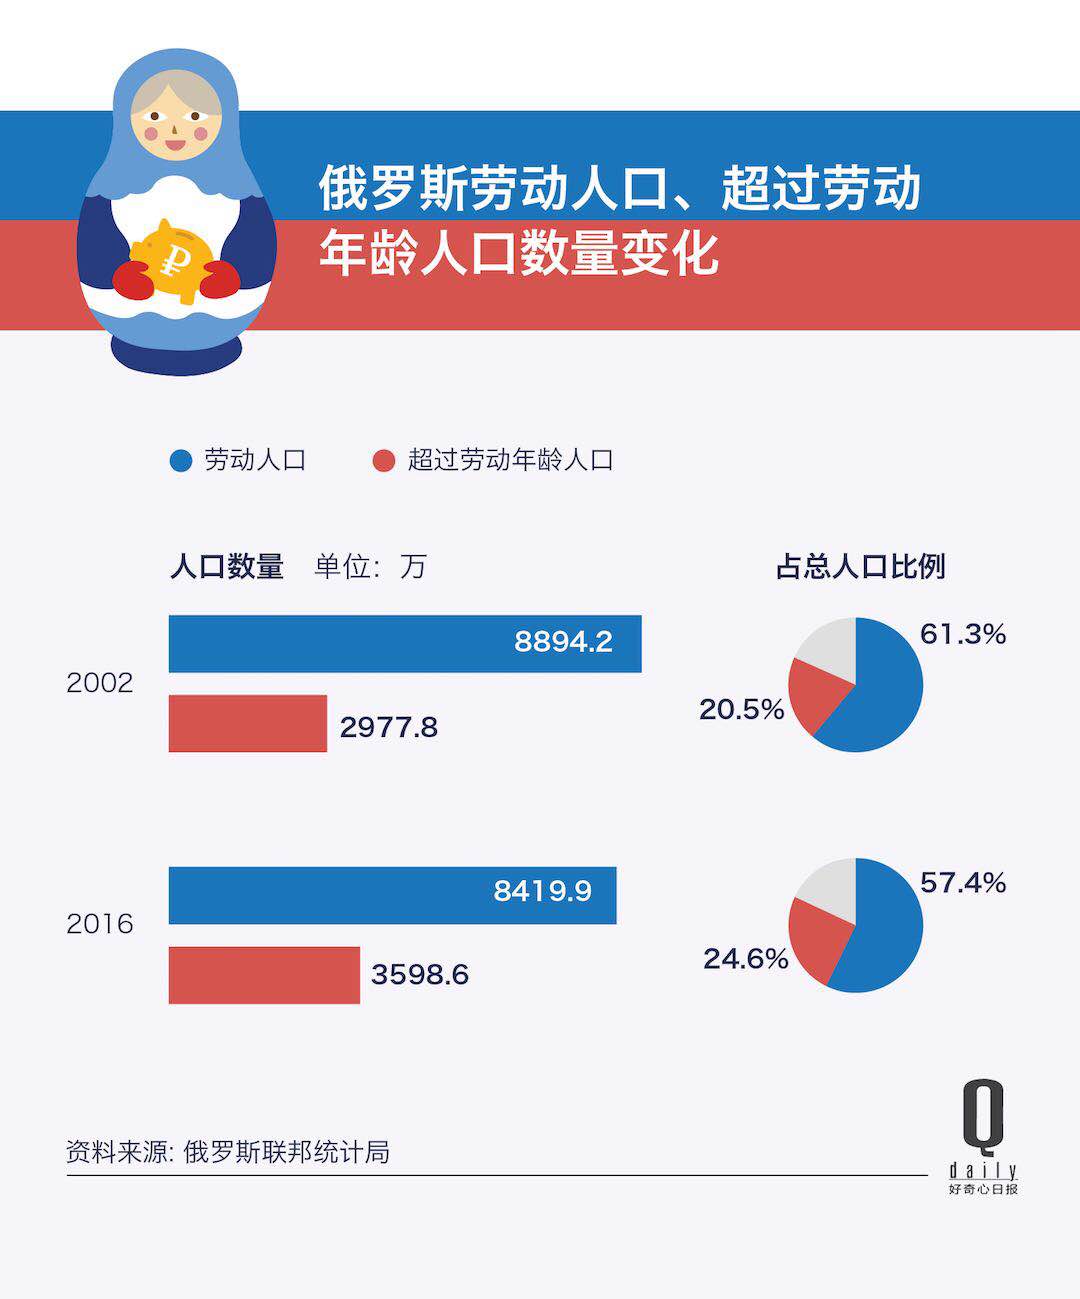 俄罗斯劳动人口、超过劳动
年龄人口数量变化
₽
劳动人口 超过劳动年龄人口
人口数量 单位：万 占总人口比例
8894.2 61.3%
2002
2977.8 20.5%
8419.9 57.4%
2016
3598.6 24.6%
Q
daily
好奇心日报
资料来源: 俄罗斯联邦统计局